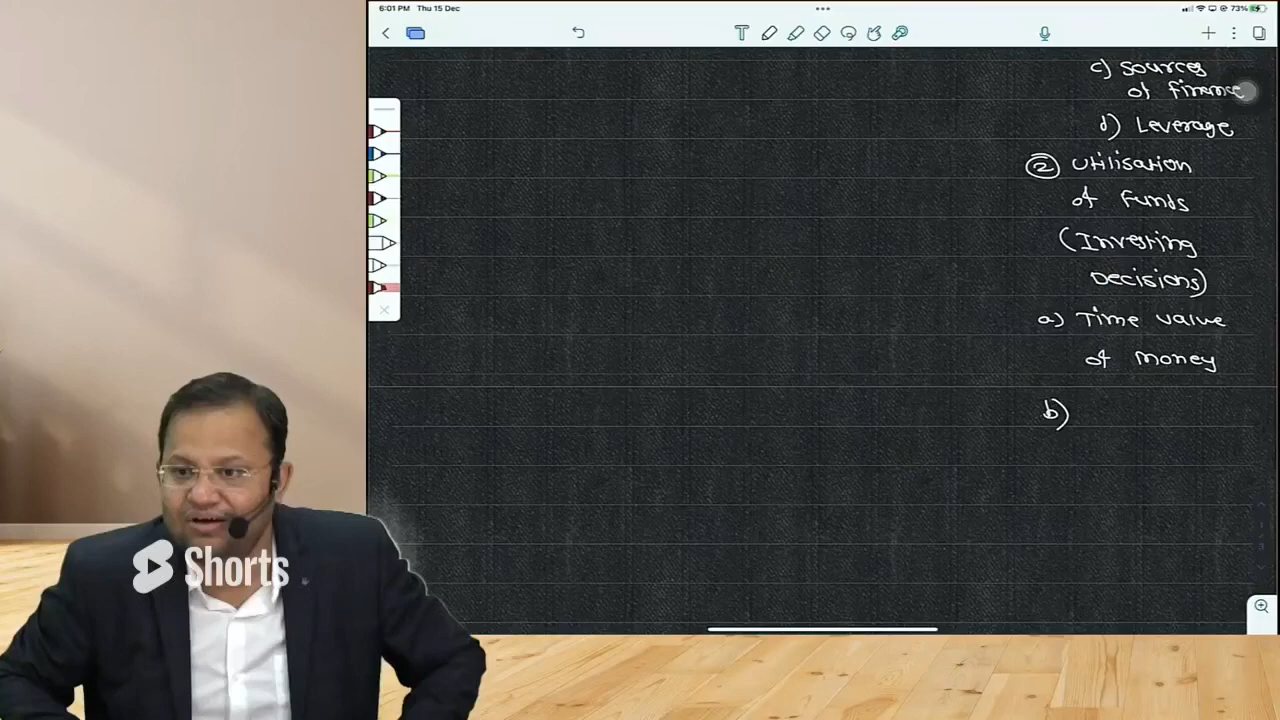 6:01 PM Thu 15 Dec
73%
T
c) Sources
of finance
d) Leverage
② Utilisation
of Funds
(Investing
Decisions)
a) Time value
of money
b)
Shorts